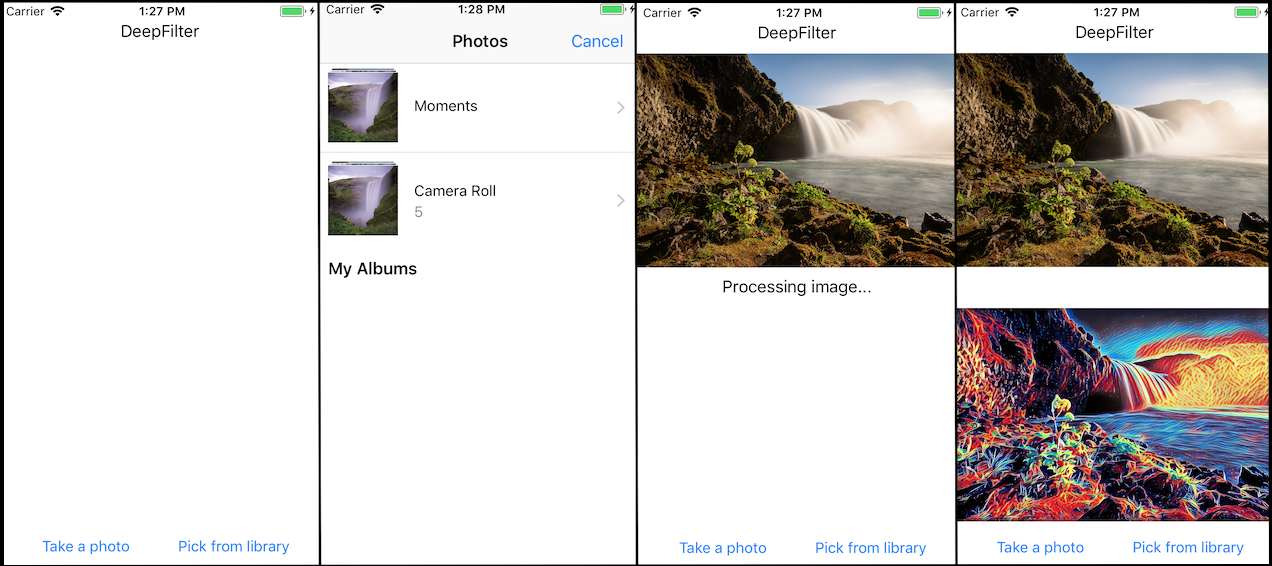 Carrier 1:27 PM
DeepFilter
Take a photo Pick from library
Carrier 1:28 PM
Photos Cancel
Moments
Camera Roll
5
My Albums
Carrier 1:27 PM
DeepFilter
Processing image...
Take a photo Pick from library
Carrier 1:27 PM
DeepFilter
Take a photo Pick from library